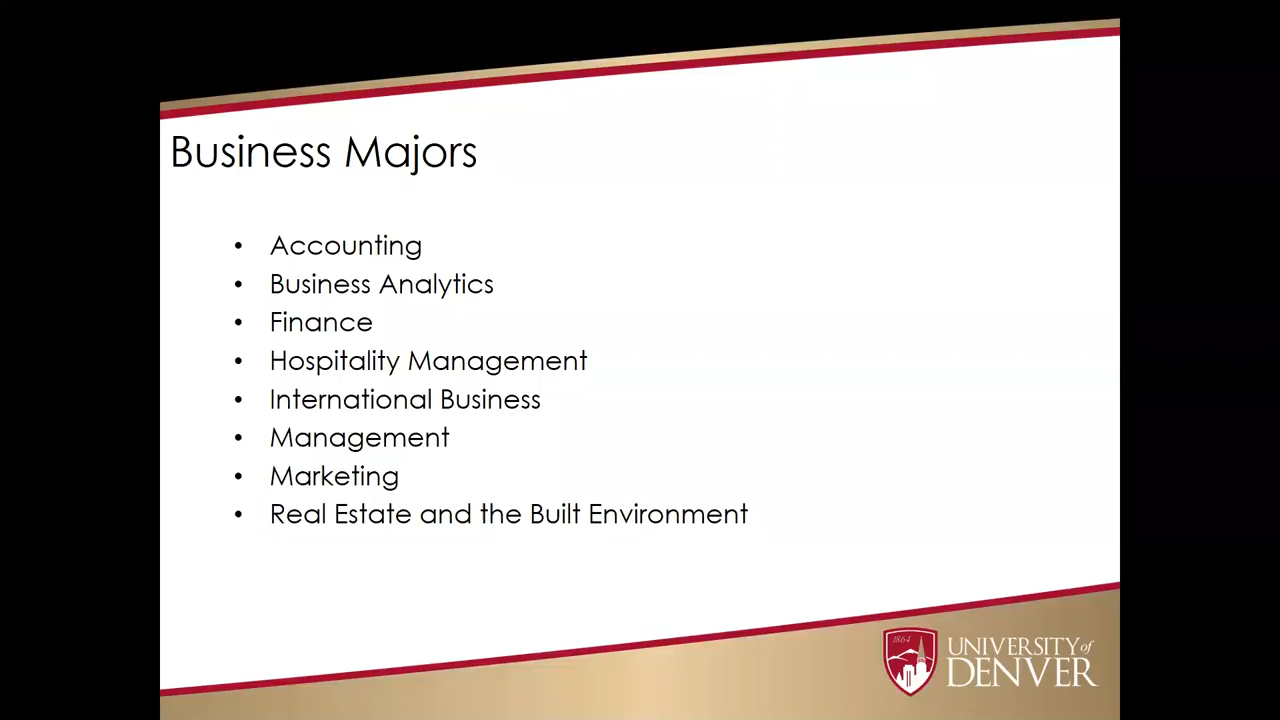 Business Majors
• Accounting
• Business Analytics
• Finance
• Hospitality Management
• International Business
• Management
• Marketing
• Real Estate and the Built Environment
1864
UNIVERSITY of
DENVER